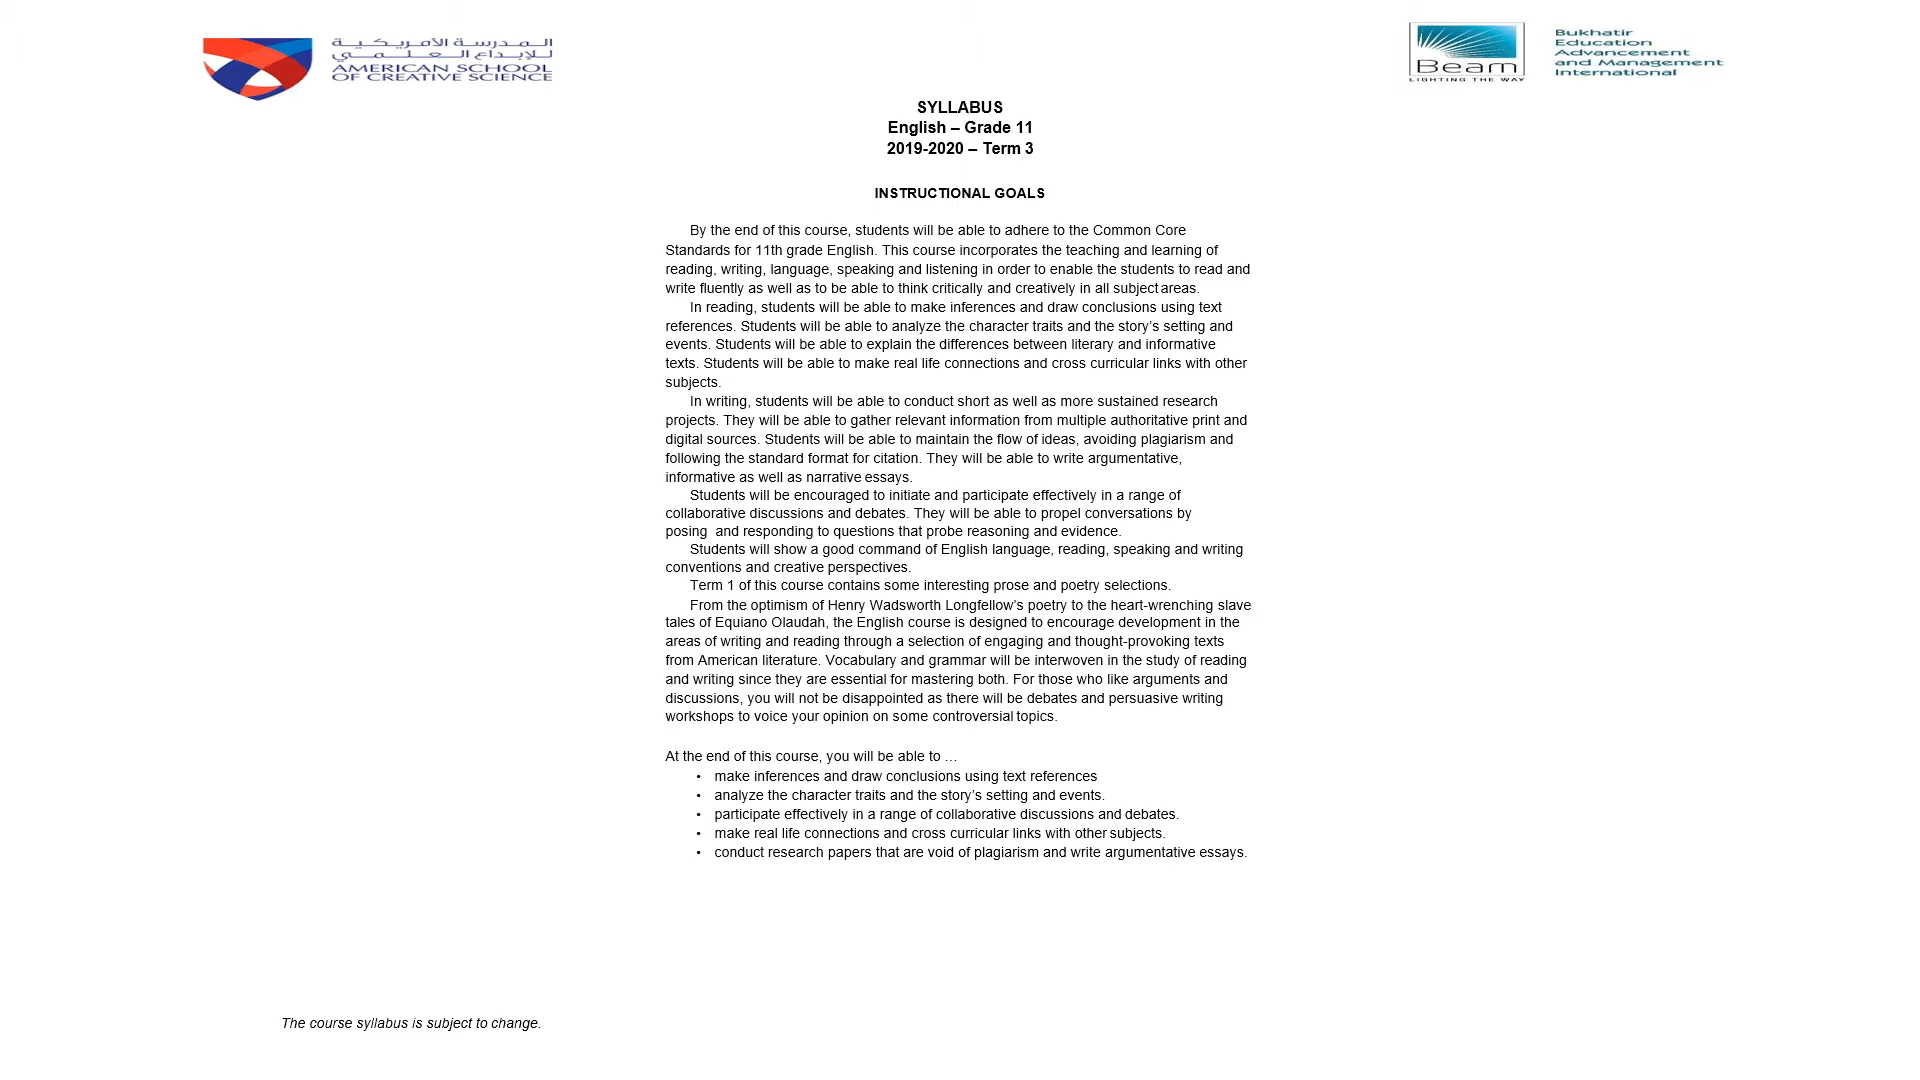 المدرسة الأمريكية
للإبداع العلمي
AMERICAN SCHOOL
OF CREATIVE SCIENCE
Beam
LIGHTING THE WAY
Bukhatir
Education
Advancement
and Management
International
SYLLABUS
English – Grade 11
2019-2020 – Term 3
INSTRUCTIONAL GOALS
By the end of this course, students will be able to adhere to the Common Core
Standards for 11th grade English. This course incorporates the teaching and learning of
reading, writing, language, speaking and listening in order to enable the students to read and
write fluently as well as to be able to think critically and creatively in all subject areas.
In reading, students will be able to make inferences and draw conclusions using text
references. Students will be able to analyze the character traits and the story’s setting and
events. Students will be able to explain the differences between literary and informative
texts. Students will be able to make real life connections and cross curricular links with other
subjects.
In writing, students will be able to conduct short as well as more sustained research
projects. They will be able to gather relevant information from multiple authoritative print and
digital sources. Students will be able to maintain the flow of ideas, avoiding plagiarism and
following the standard format for citation. They will be able to write argumentative,
informative as well as narrative essays.
Students will be encouraged to initiate and participate effectively in a range of
collaborative discussions and debates. They will be able to propel conversations by
posing  and responding to questions that probe reasoning and evidence.
Students will show a good command of English language, reading, speaking and writing
conventions and creative perspectives.
Term 1 of this course contains some interesting prose and poetry selections.
From the optimism of Henry Wadsworth Longfellow’s poetry to the heart-wrenching slave
tales of Equiano Olaudah, the English course is designed to encourage development in the
areas of writing and reading through a selection of engaging and thought-provoking texts
from American literature. Vocabulary and grammar will be interwoven in the study of reading
and writing since they are essential for mastering both. For those who like arguments and
discussions, you will not be disappointed as there will be debates and persuasive writing
workshops to voice your opinion on some controversial topics.
At the end of this course, you will be able to …
• make inferences and draw conclusions using text references
• analyze the character traits and the story’s setting and events.
• participate effectively in a range of collaborative discussions and debates.
• make real life connections and cross curricular links with other subjects.
• conduct research papers that are void of plagiarism and write argumentative essays.
The course syllabus is subject to change.